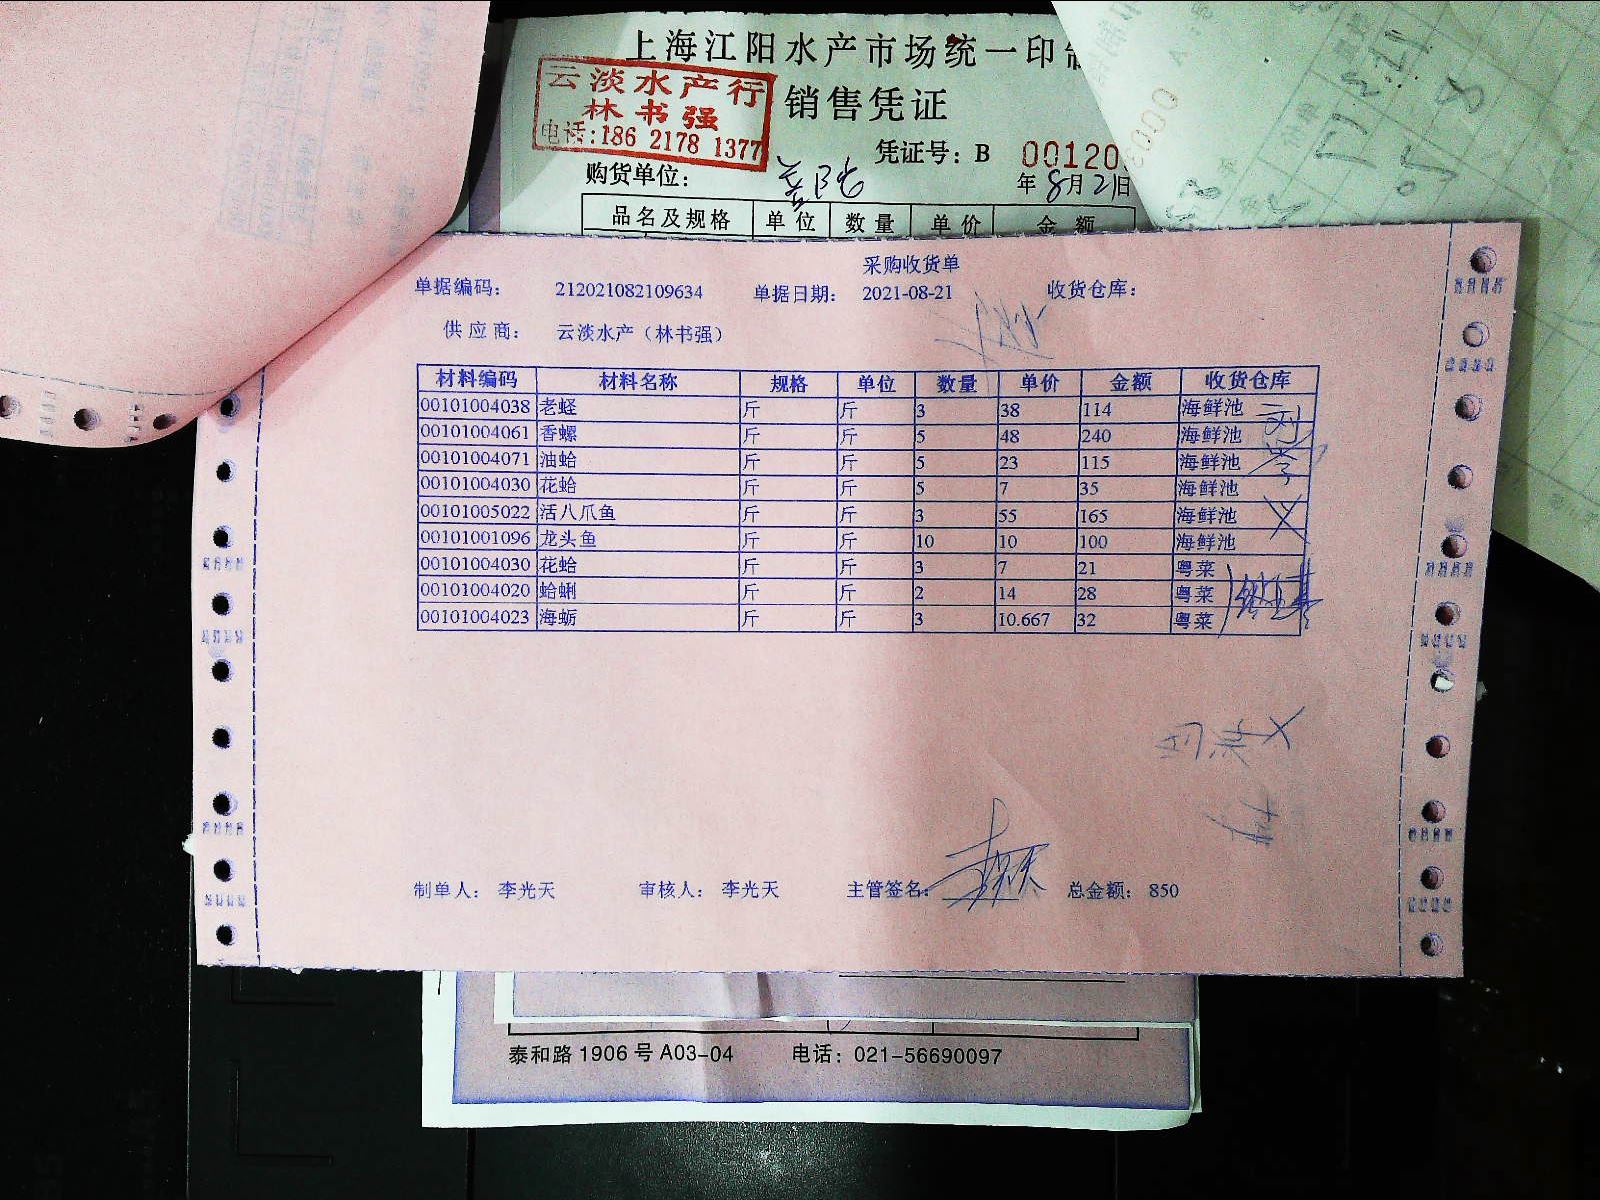 上海江阳水产市场统一印制
云淡水产行
林书强
电话:186 2178 1377
销售凭证
凭证号: B 00120
购货单位:
年 8月21日
品名及规格 单位 数量 单价 金额
采购收货单
单据编码: 212021082109634 单据日期: 2021-08-21 收货仓库:
供应商: 云淡水产（林书强）
材料编码 材料名称 规格 单位 数量 单价 金额 收货仓库
00101004038 老蛏 斤 斤 3 38 114 海鲜池
00101004061 香螺 斤 斤 5 48 240 海鲜池
00101004071 油蛤 斤 斤 5 23 115 海鲜池
00101004030 花蛤 斤 斤 5 7 35 海鲜池
00101005022 活八爪鱼 斤 斤 3 55 165 海鲜池
00101001096 龙头鱼 斤 斤 10 10 100 海鲜池
00101004030 花蛤 斤 斤 3 7 21 粤菜
00101004020 蛤蜊 斤 斤 2 14 28 粤菜
00101004023 海蛎 斤 斤 3 10.667 32 粤菜
制单人: 李光天 审核人: 李光天 主管签名: 总金额: 850
泰和路1906号A03-04 电话: 021-56690097